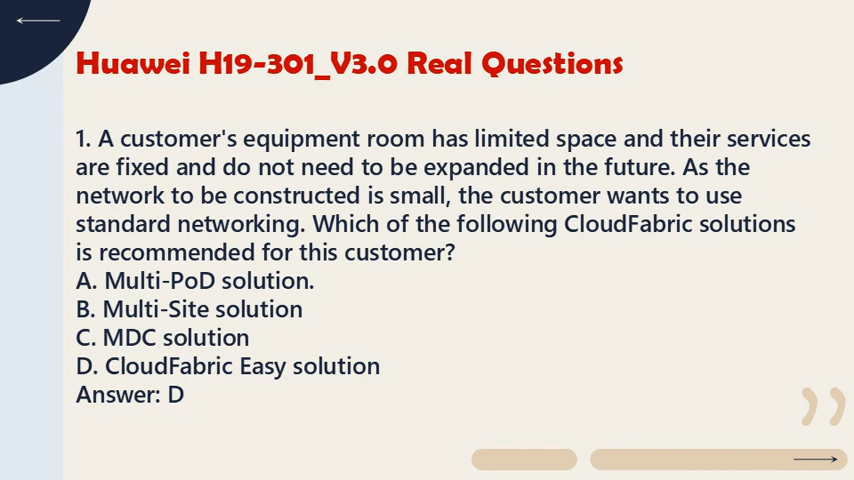 Huawei H19-301_V3.0 Real Questions
1. A customer's equipment room has limited space and their services
are fixed and do not need to be expanded in the future. As the
network to be constructed is small, the customer wants to use
standard networking. Which of the following CloudFabric solutions
is recommended for this customer?
A. Multi-PoD solution.
B. Multi-Site solution
C. MDC solution
D. CloudFabric Easy solution
Answer: D